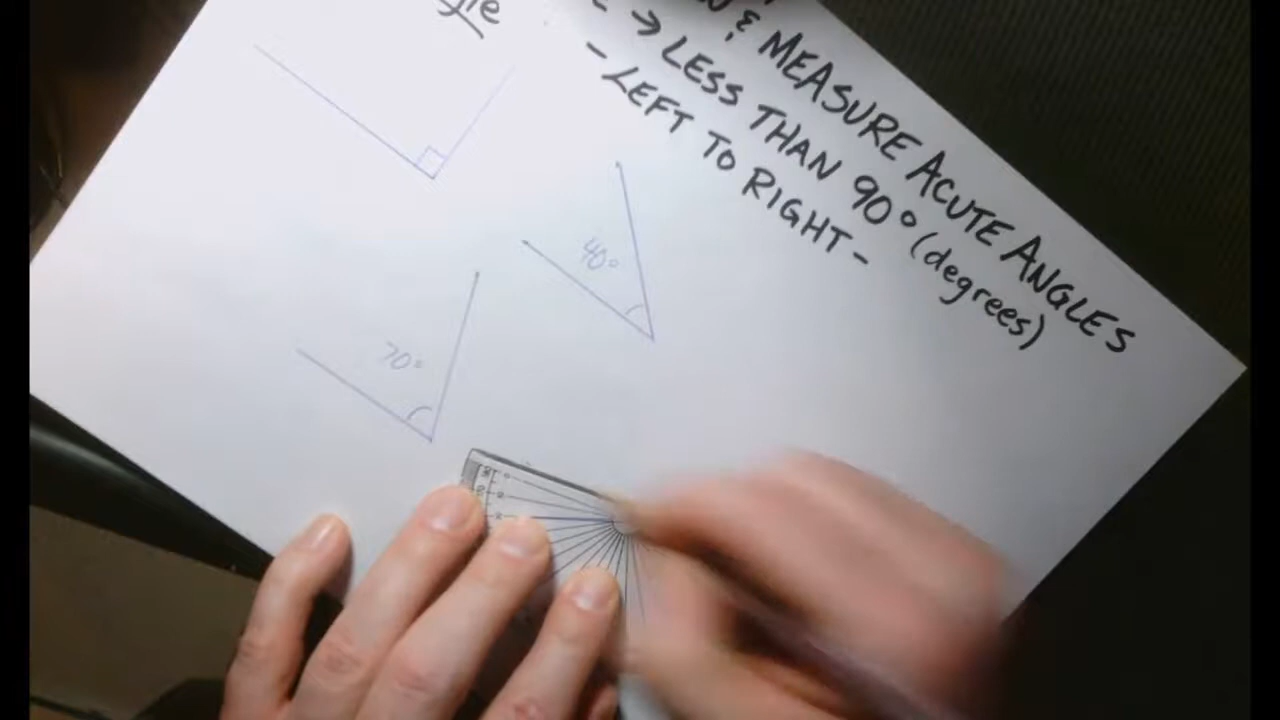 & MEASURE ACUTE ANGLES
→ LESS THAN 90° (degrees)
- LEFT TO RIGHT -
40°
70°